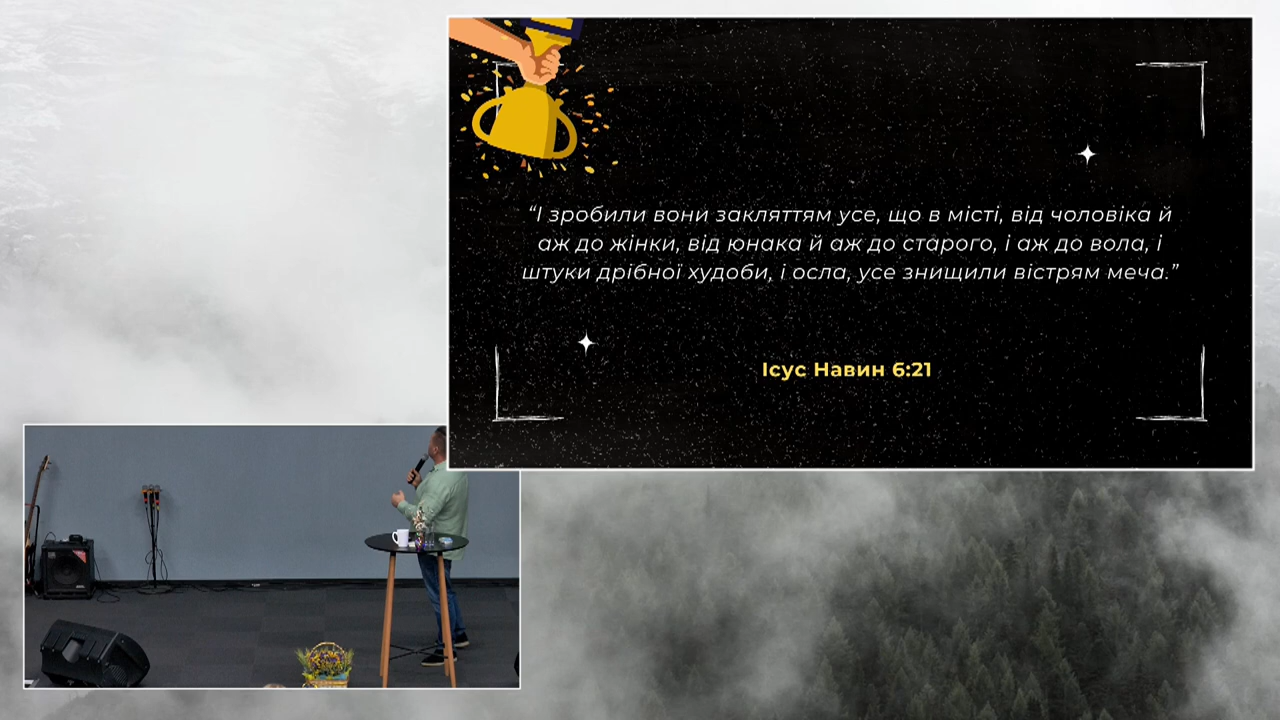 “І зробили вони закляттям усе, що в місті, від чоловіка й
аж до жінки, від юнака й аж до старого, і аж до вола, і
штуки дрібної худоби, і осла, усе знищили вістрям меча.”
Ісус Навин 6:21